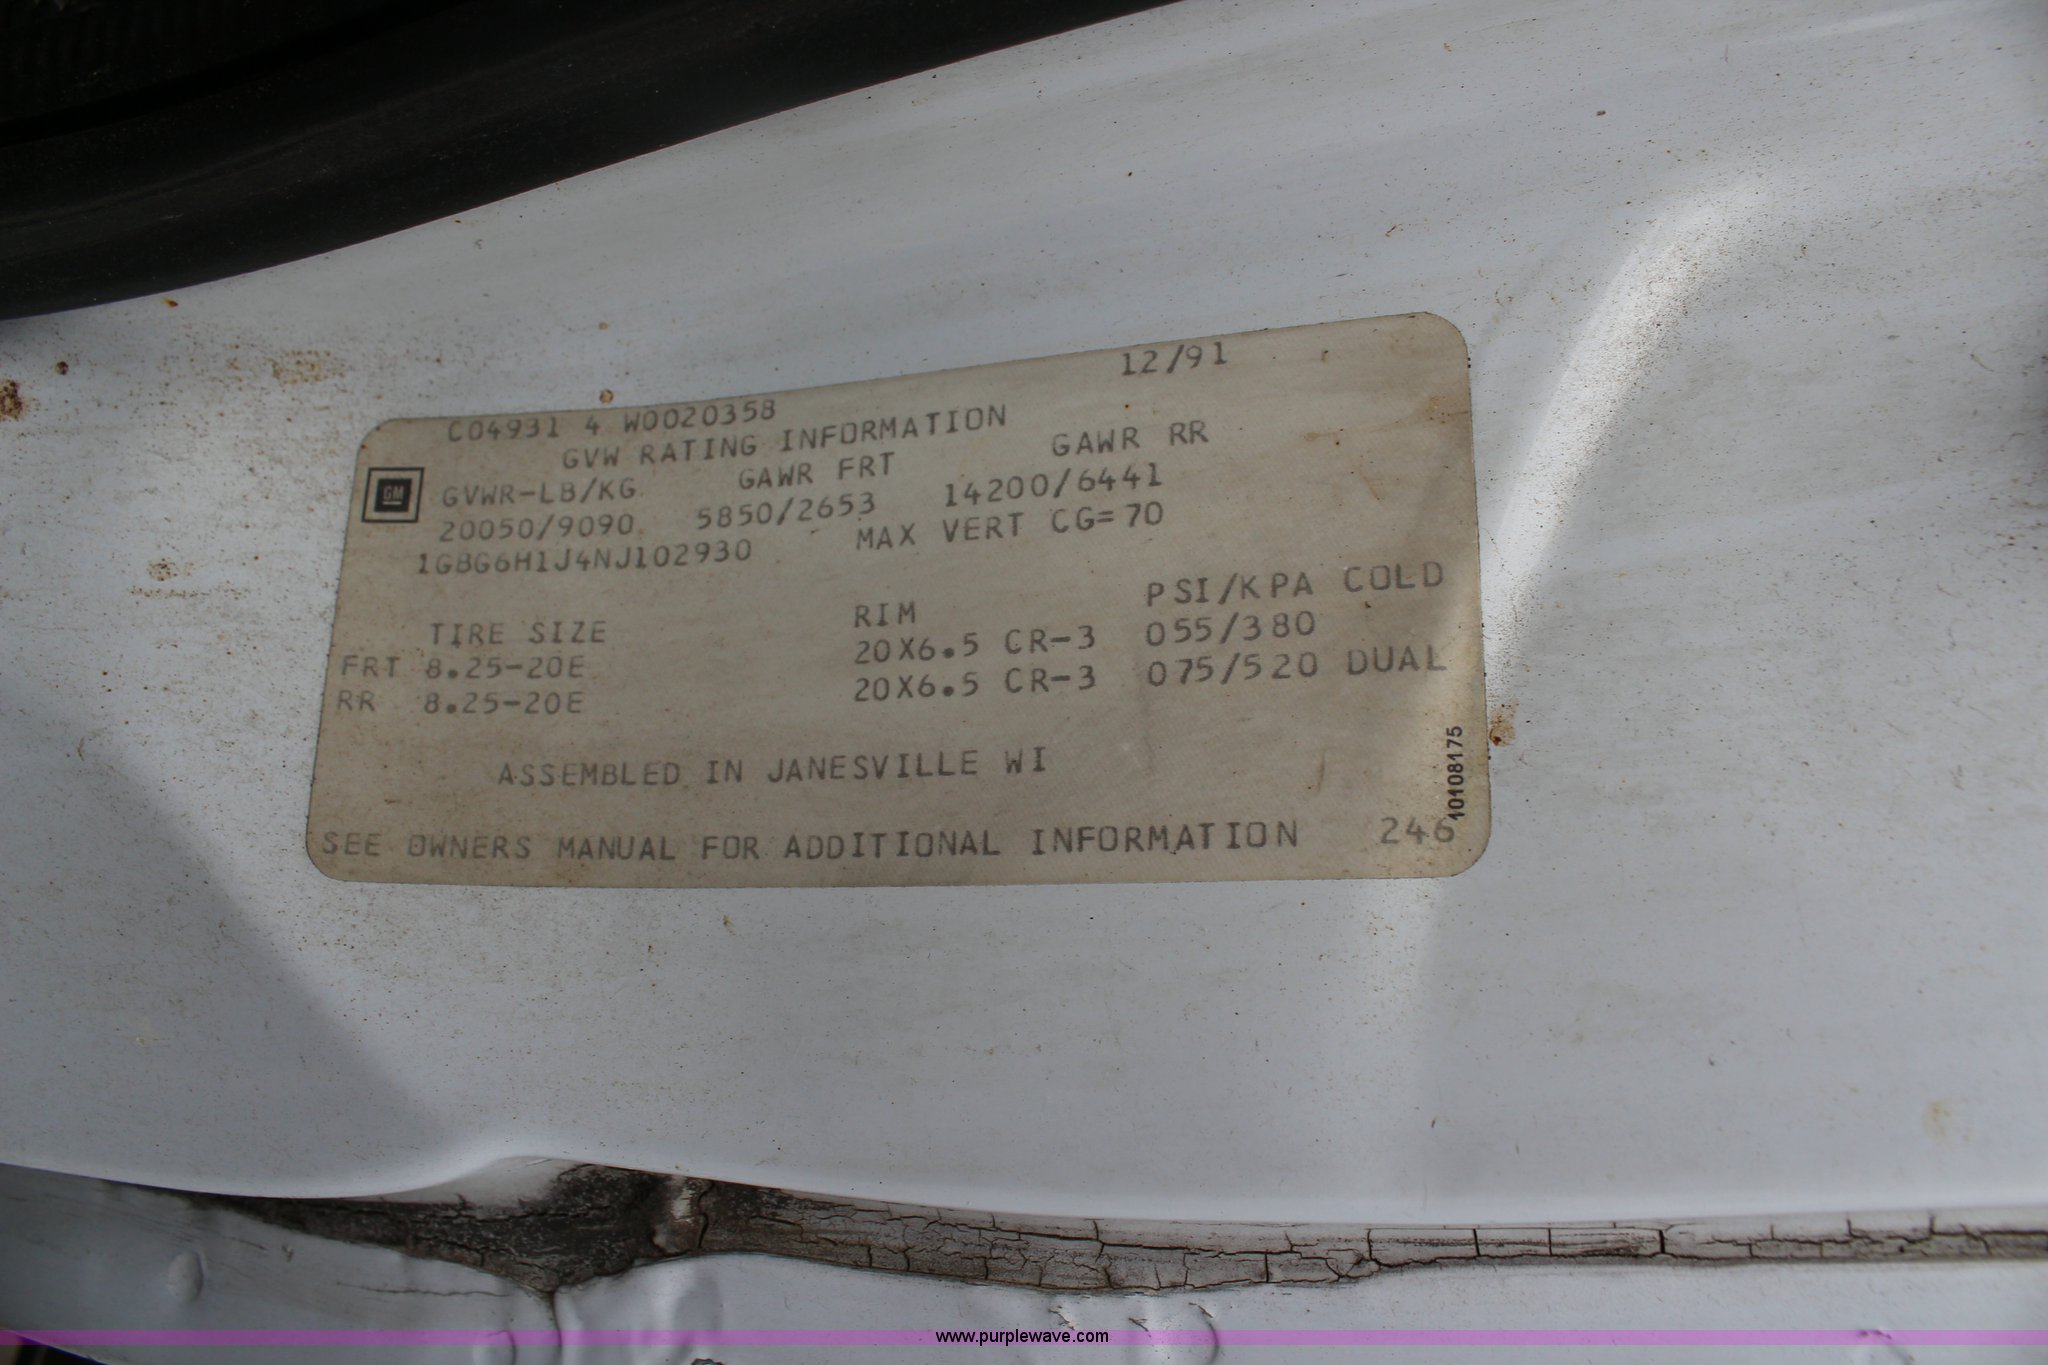 12/91
C04931 4 W0020358
GVW RATING INFORMATION
GM
GVWR-LB/KG GAWR FRT GAWR RR
20050/9090 5850/2653 14200/6441
1GBG6H1J4NJ102930 MAX VERT CG=70
TIRE SIZE RIM PSI/KPA COLD
FRT 8.25-20E 20X6.5 CR-3 055/380
RR 8.25-20E 20X6.5 CR-3 075/520 DUAL
ASSEMBLED IN JANESVILLE WI
SEE OWNERS MANUAL FOR ADDITIONAL INFORMATION 246
10108175
www.purplewave.com